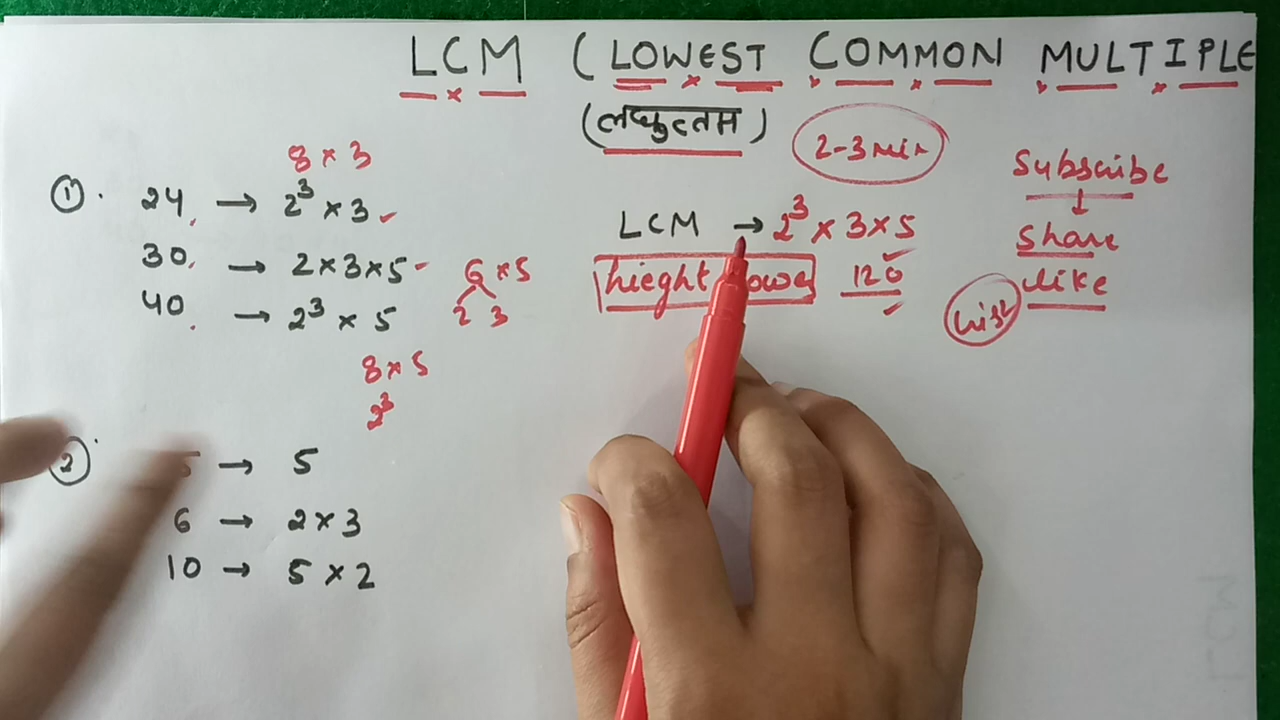 LCM (LOWEST COMMON MULTIPLE
(लघुत्तम)
2-3 Min
8 × 3
① . 24, → 2³ × 3 ✓
30, → 2×3×5
40, → 2³ × 5
6 × 5
2 3
8 × 5
2³
LCM → 2³ × 3 × 5
hieght
120
Subscribe
↓
Share
like
② 5 → 5
6 → 2×3
10 → 5 × 2